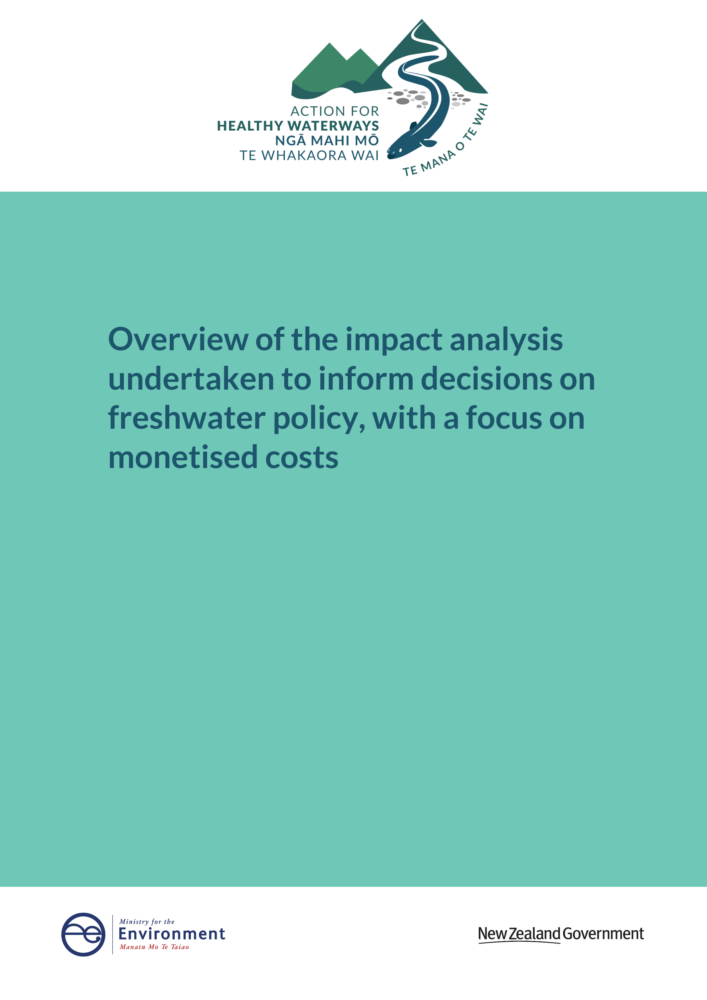 ACTION FOR
HEALTHY WATERWAYS
NGĀ MAHI MŌ
TE WHAKAORA WAI
TE MANA O TE WAI
Overview of the impact analysis
undertaken to inform decisions on
freshwater policy, with a focus on
monetised costs
Ministry for the
Environment
Manatū Mō Te Taiao
New Zealand Government